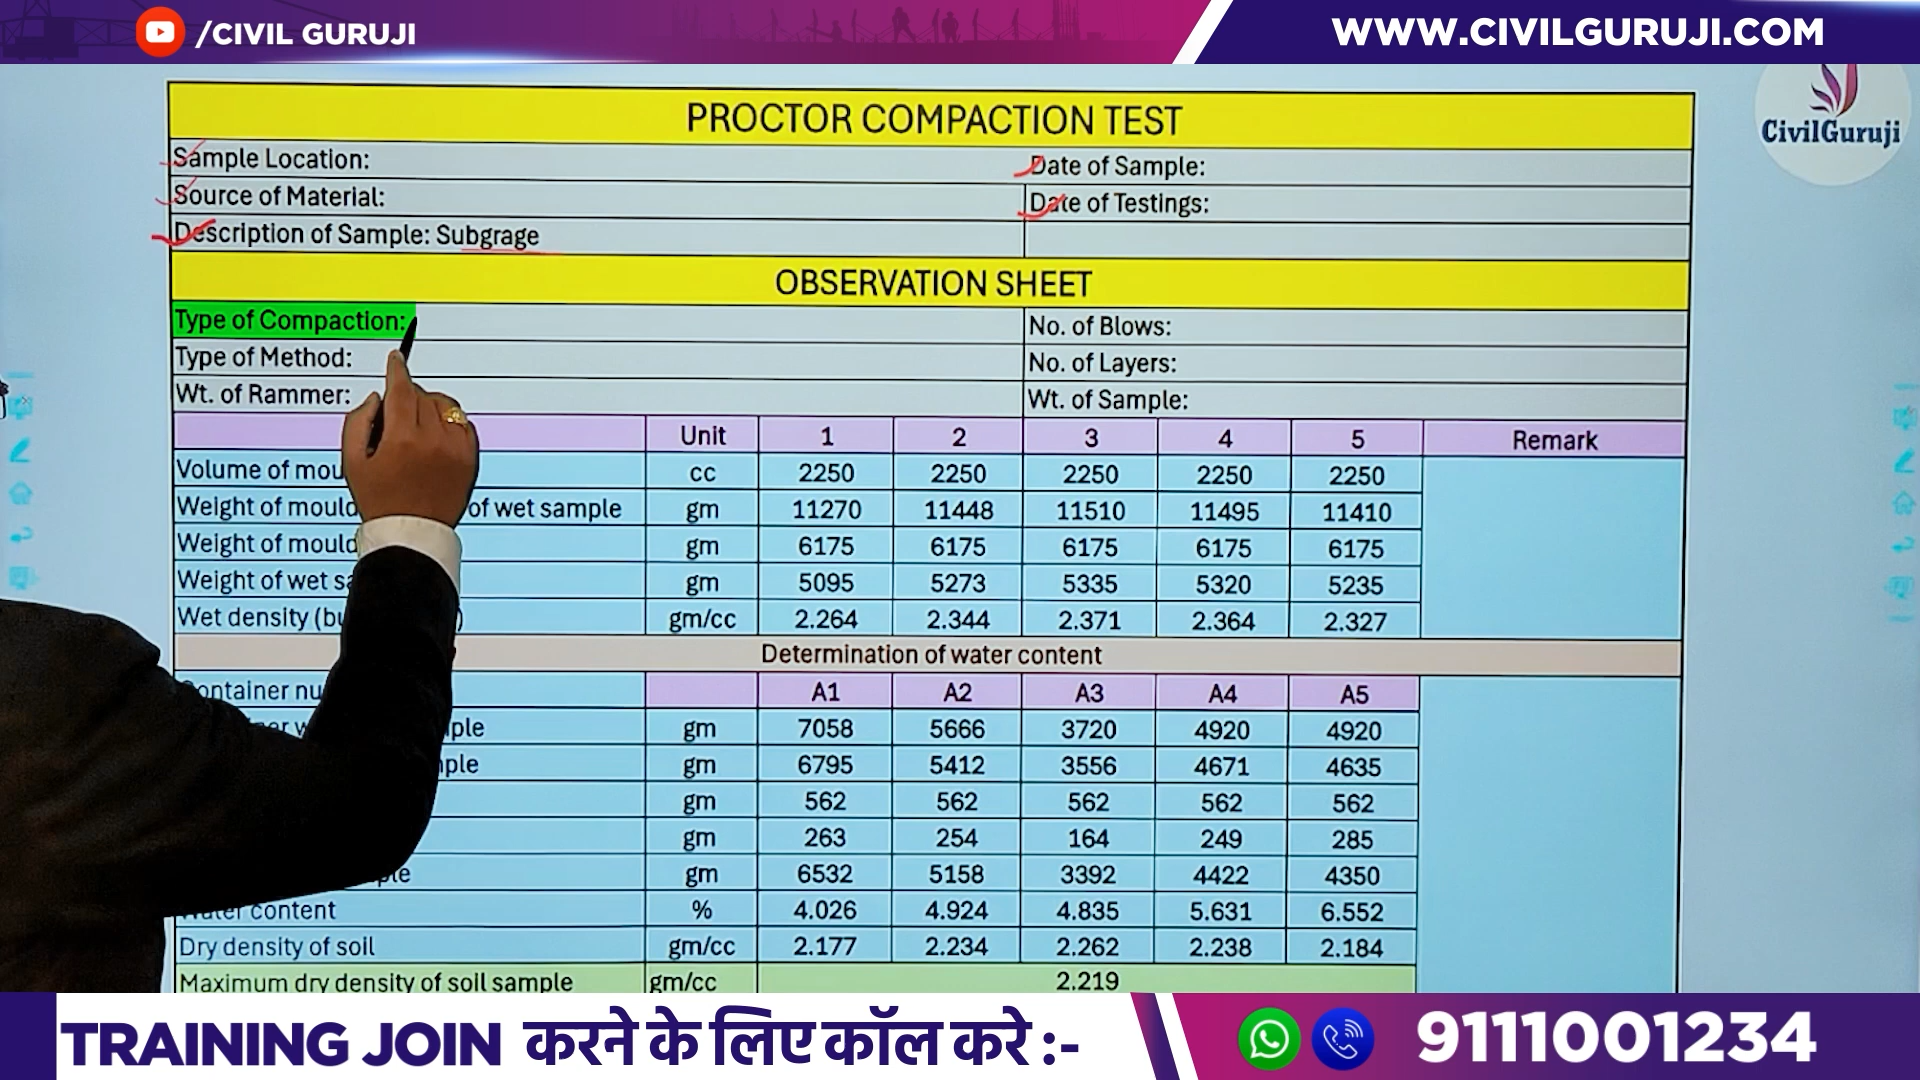 /CIVIL GURUJI
WWW.CIVILGURUJI.COM
CivilGuruji
PROCTOR COMPACTION TEST
Sample Location: Date of Sample:
Source of Material: Date of Testings:
Description of Sample: Subgrage
OBSERVATION SHEET
Type of Compaction: No. of Blows:
Type of Method: No. of Layers:
Wt. of Rammer: Wt. of Sample:
Unit 1 2 3 4 5 Remark
Volume of cc 2250 2250 2250 2250 2250
Weight of mould of wet sample gm 11270 11448 11510 11495 11410
Weight of mould gm 6175 6175 6175 6175 6175
Weight of wet gm 5095 5273 5335 5320 5235
Wet density gm/cc 2.264 2.344 2.371 2.364 2.327
Determination of water content
Container A1 A2 A3 A4 A5
gm 7058 5666 3720 4920 4920
gm 6795 5412 3556 4671 4635
gm 562 562 562 562 562
gm 263 254 164 249 285
gm 6532 5158 3392 4422 4350
Water content % 4.026 4.924 4.835 5.631 6.552
Dry density of soil gm/cc 2.177 2.234 2.262 2.238 2.184
Maximum dry density of soil sample gm/cc 2.219
TRAINING JOIN करने के लिए कॉल करे :- 9111001234